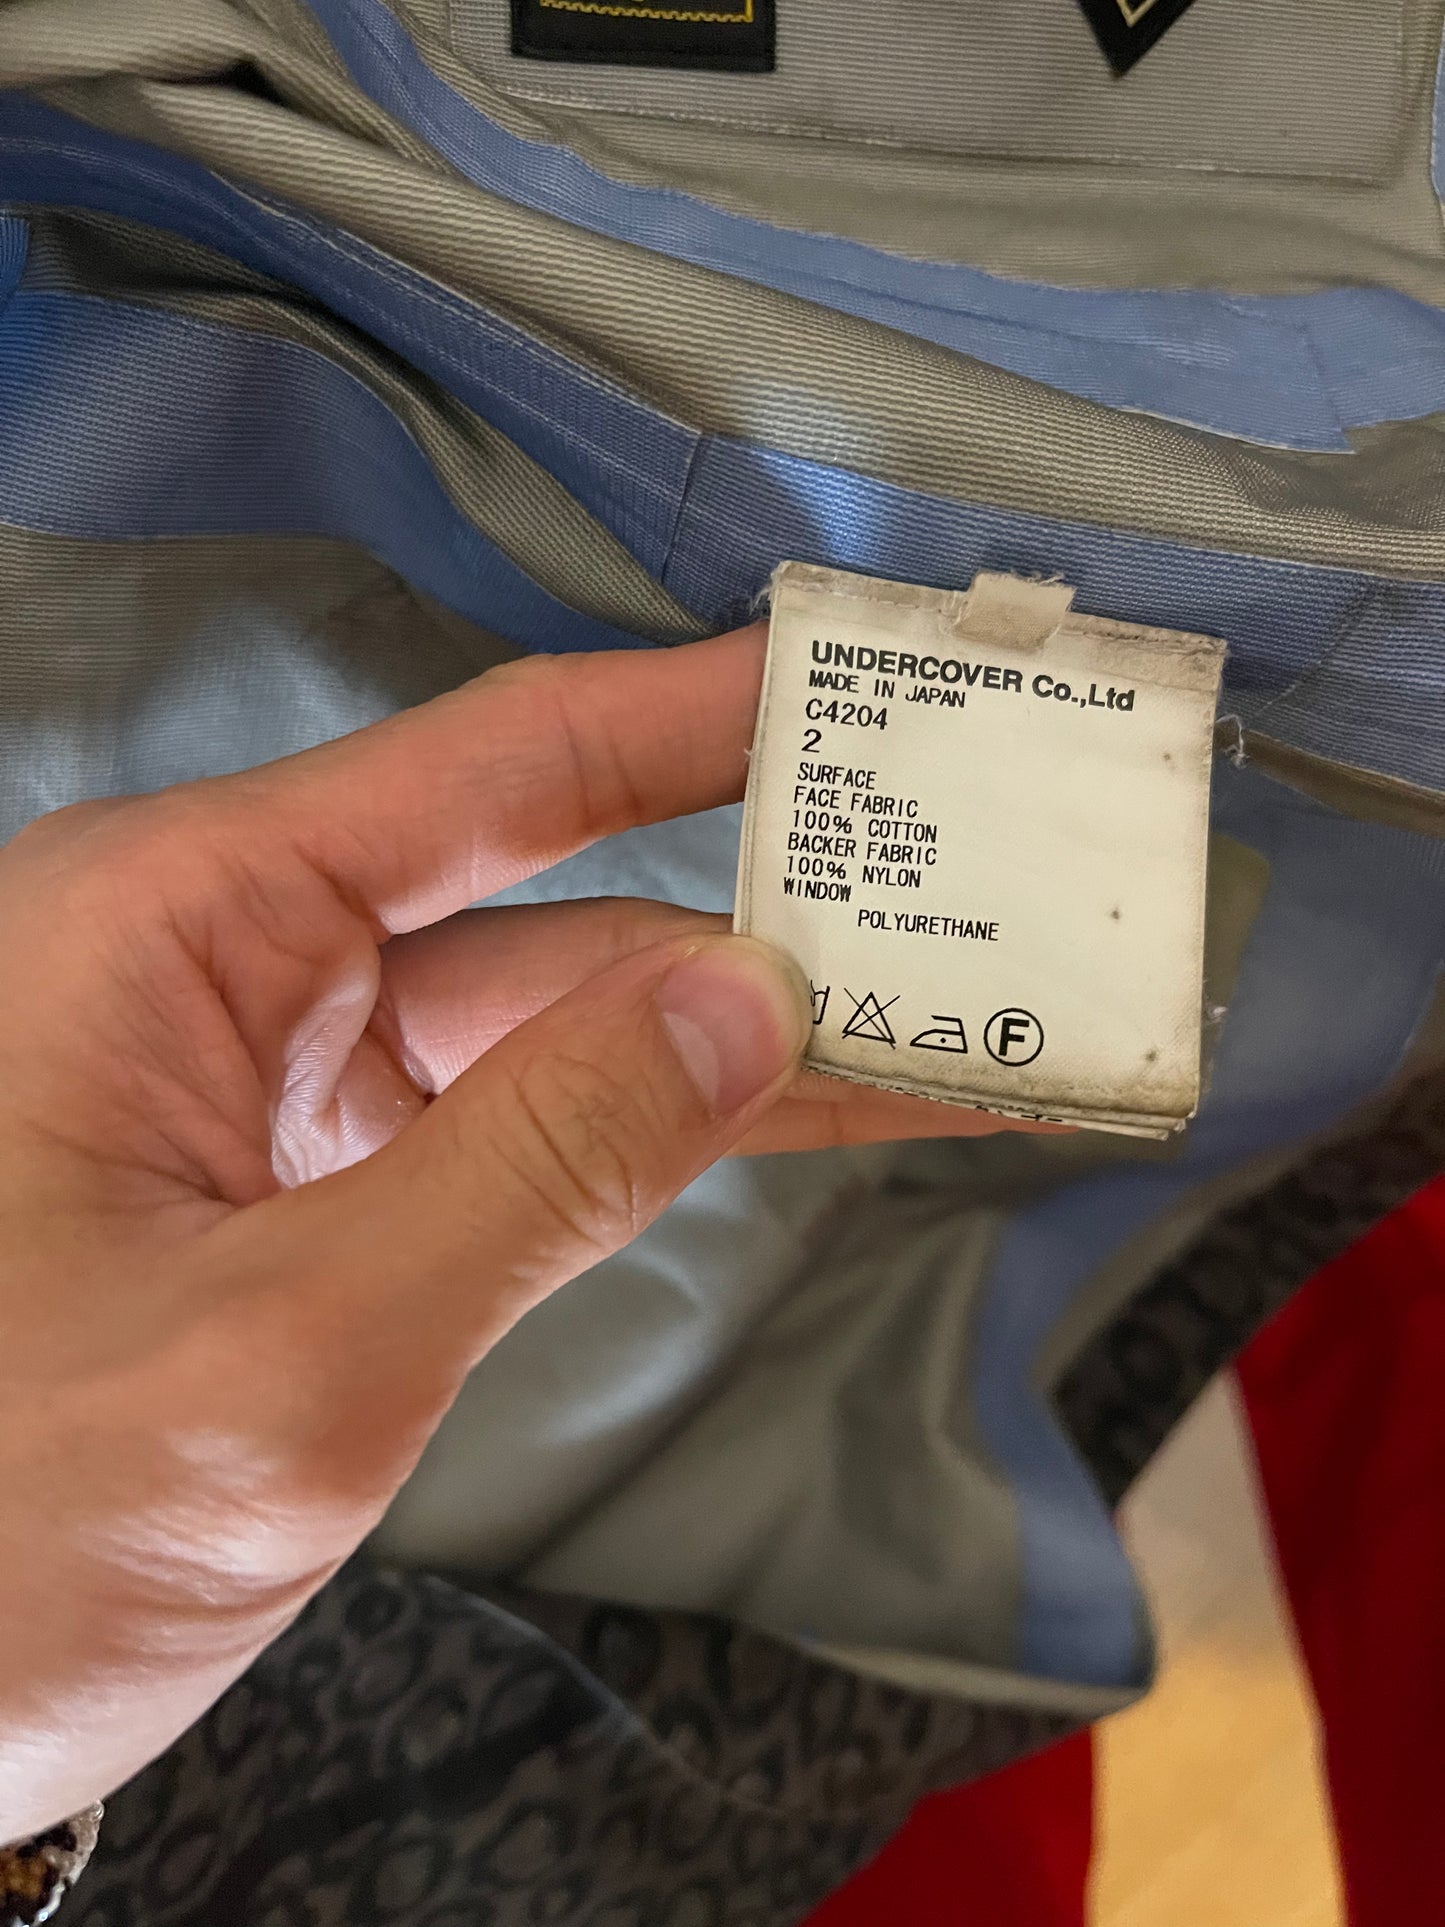 UNDERCOVER Co.,Ltd
MADE IN JAPAN
C4204
2
SURFACE
FACE FABRIC
100% COTTON
BACKER FABRIC
100% NYLON
WINDOW
POLYURETHANE
F